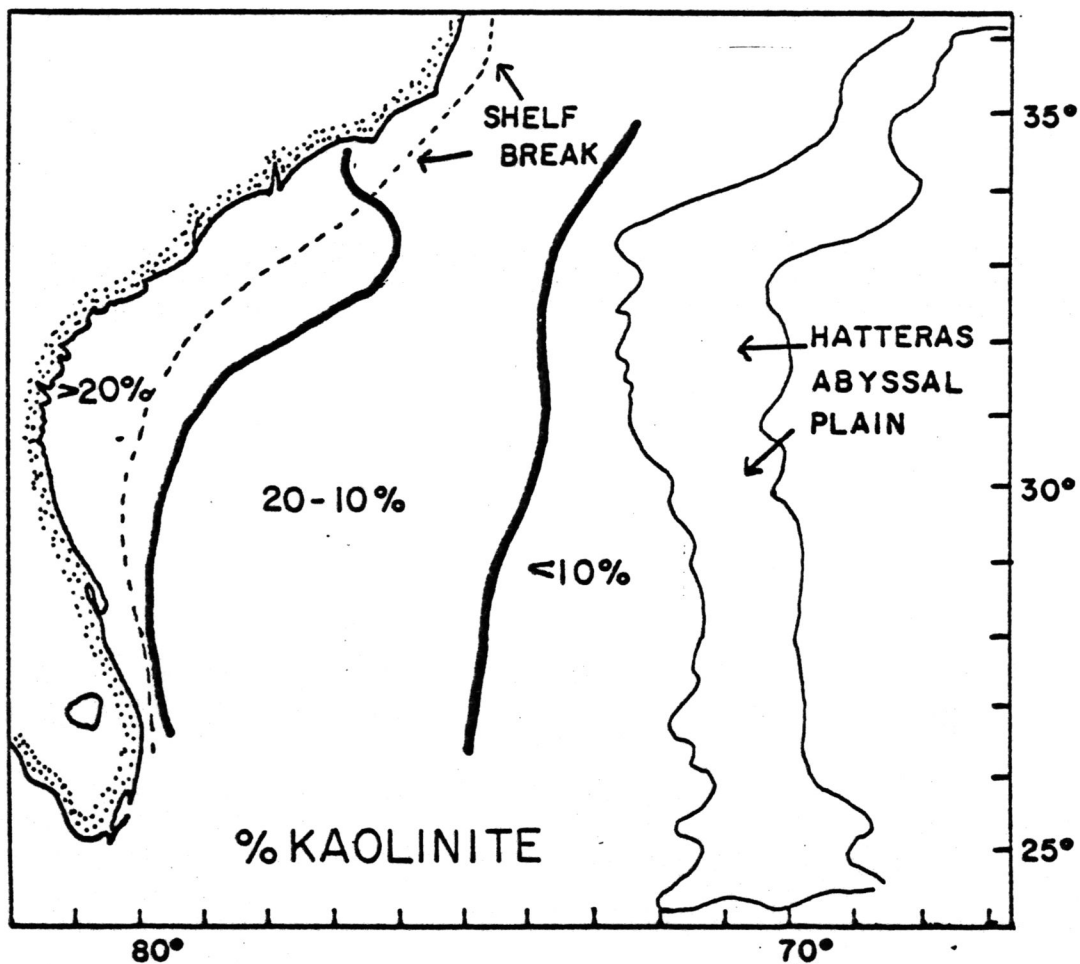 SHELF
BREAK
35°
HATTERAS
ABYSSAL
PLAIN
>20%
20-10%
30°
<10%
% KAOLINITE
25°
80°
70°